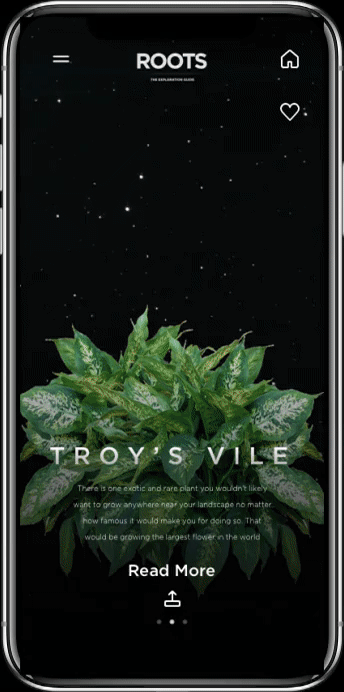 ROOTS
THE EXPLORATION GUIDE
TROY'S VILE
There is one exotic and rare plant you wouldn't likely
want to grow anywhere near your landscape no matter
how famous it would make you for doing so. That
would be growing the largest flower in the world.
Read More